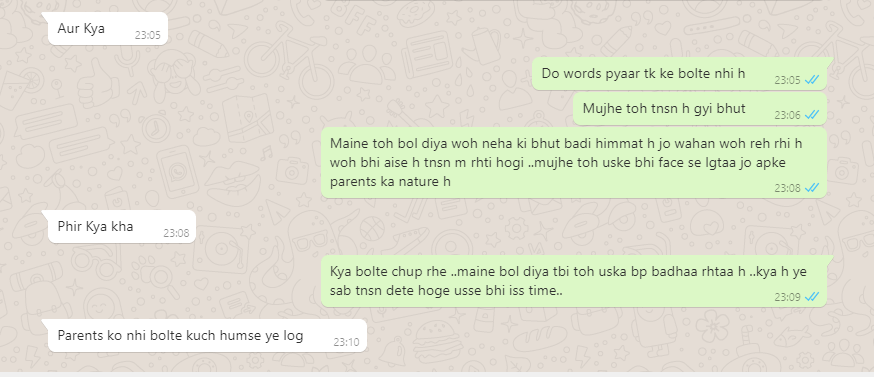 Aur Kya
23:05
Do words pyaar tk ke bolte nhi h
23:05
Mujhe toh tnsn h gyi bhut
23:06
Maine toh bol diya woh neha ki bhut badi himmat h jo wahan woh reh rhi h
woh bhi aise h tnsn m rhti hogi ..mujhe toh uske bhi face se lgtaa jo apke
parents ka nature h
23:08
Phir Kya kha
23:08
Kya bolte chup rhe ..maine bol diya tbi toh uska bp badhaa rhtaa h ..kya h ye
sab tnsn dete hoge usse bhi iss time..
23:09
Parents ko nhi bolte kuch humse ye log
23:10